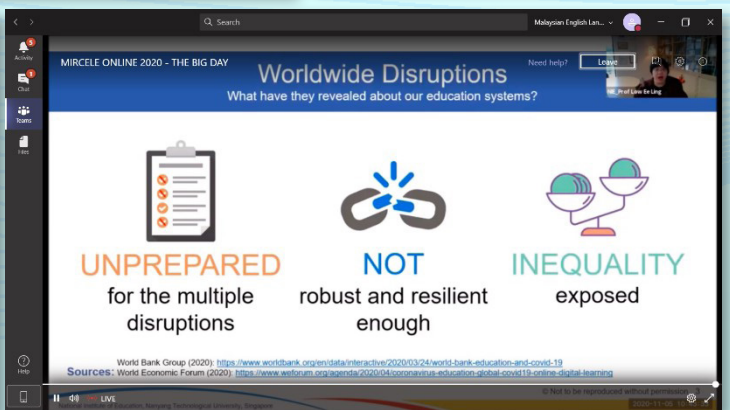 Search
Malaysian English Lan...
Activity
Chat
Teams
Files
Help
MIRCELE ONLINE 2020 - THE BIG DAY
Need help?
Leave
Worldwide Disruptions
What have they revealed about our education systems?
UNPREPARED
for the multiple
disruptions
NOT
robust and resilient
enough
INEQUALITY
exposed
World Bank Group (2020): https://www.worldbank.org/en/data/interactive/2020/03/24/world-bank-education-and-covid-19
Sources: World Economic Forum (2020): https://www.weforum.org/agenda/2020/04/coronavirus-education-global-covid19-online-digital-learning
© Not to be reproduced without permission
LIVE
National Institute of Education, Nanyang Technological University, Singapore